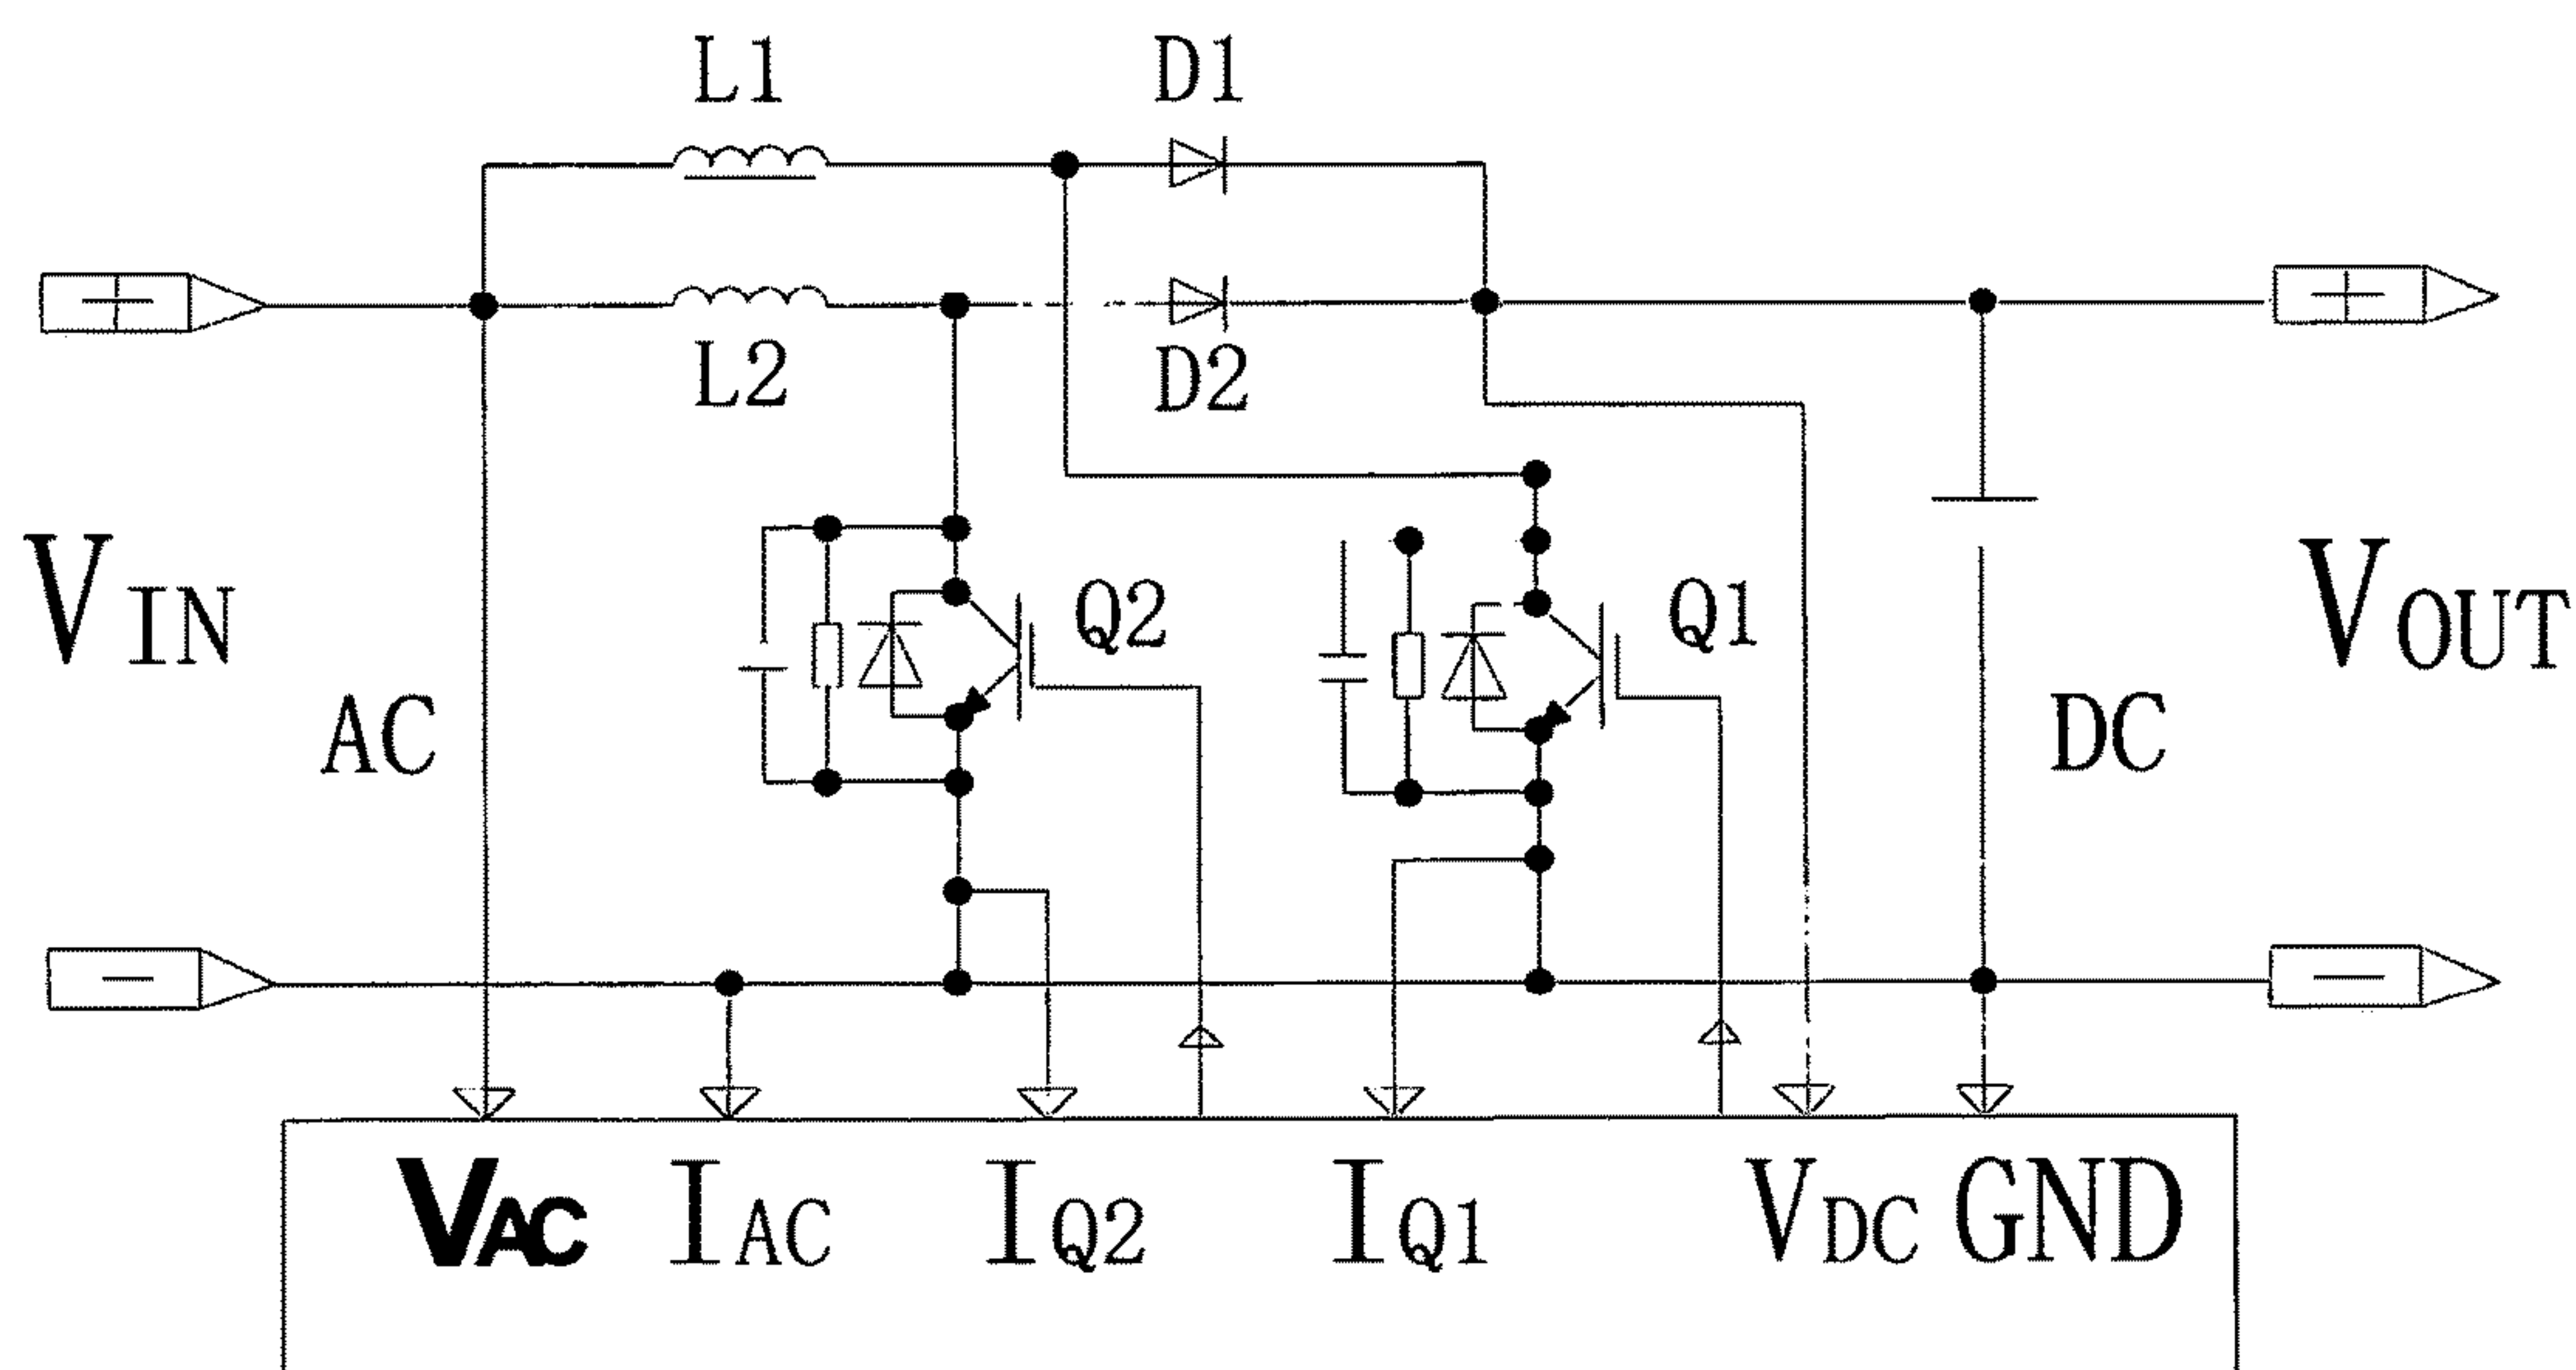 L1
D1
+
+
L2
D2
VIN
Q2
Q1
VOUT
AC
DC
−
−
VAC
IAC
IQ2
IQ1
VDC
GND